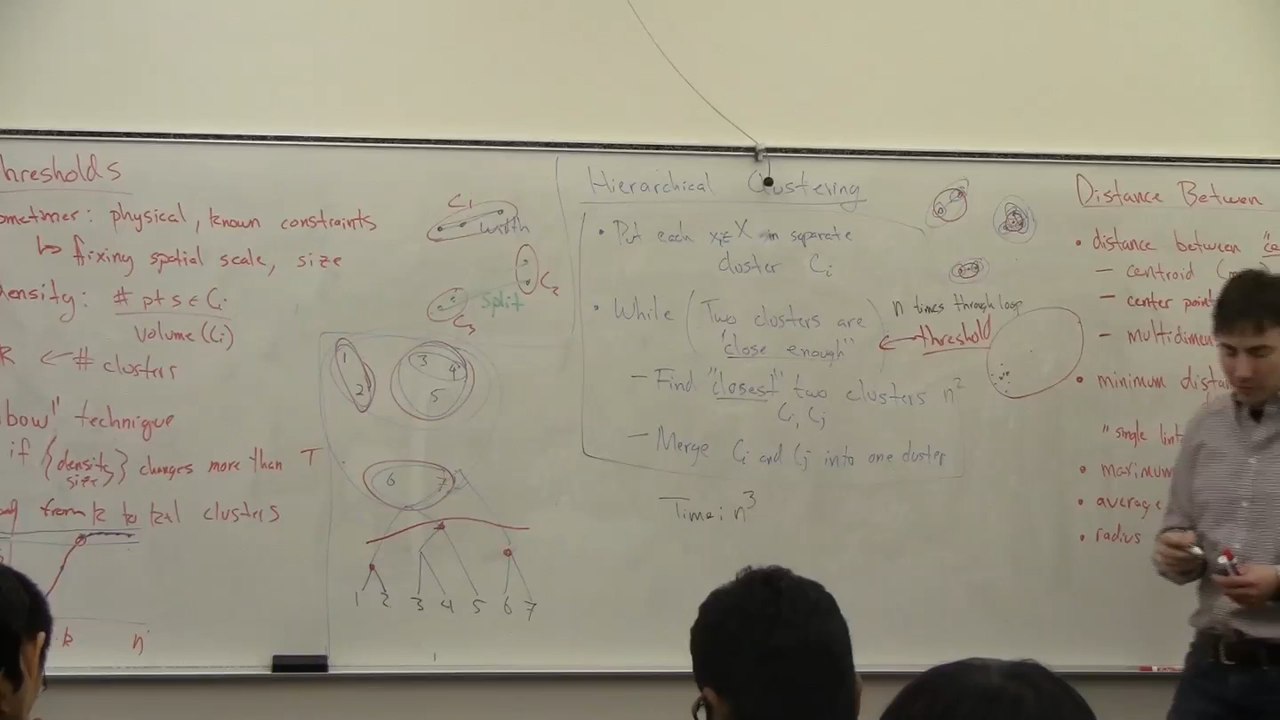 hresholds
ometimes: physical, known constraints
↳ fixing spatial scale, size
density: # pts ∈ Ci
Volume (Ci)
R ← # clusters
bow" technique
if {density size} changes more than T
from k to k+1 clusters
k n
C1
width
C2
split
C3
1 2
3 4 5
6 7
1 2 3 4 5 6 7
Hierarchical Clustering
• Put each xi ∈ X in separate
cluster Ci
• While (Two clusters are
"close enough")
← threshold
n times through loop
– Find "closest" two clusters n²
Ci, Cj
– Merge Ci and Cj into one cluster
Time: n³
Distance Between
• distance between
– centroid
– center point
– multidimen
• minimum dista
"single link
• maximum
• average
• radius